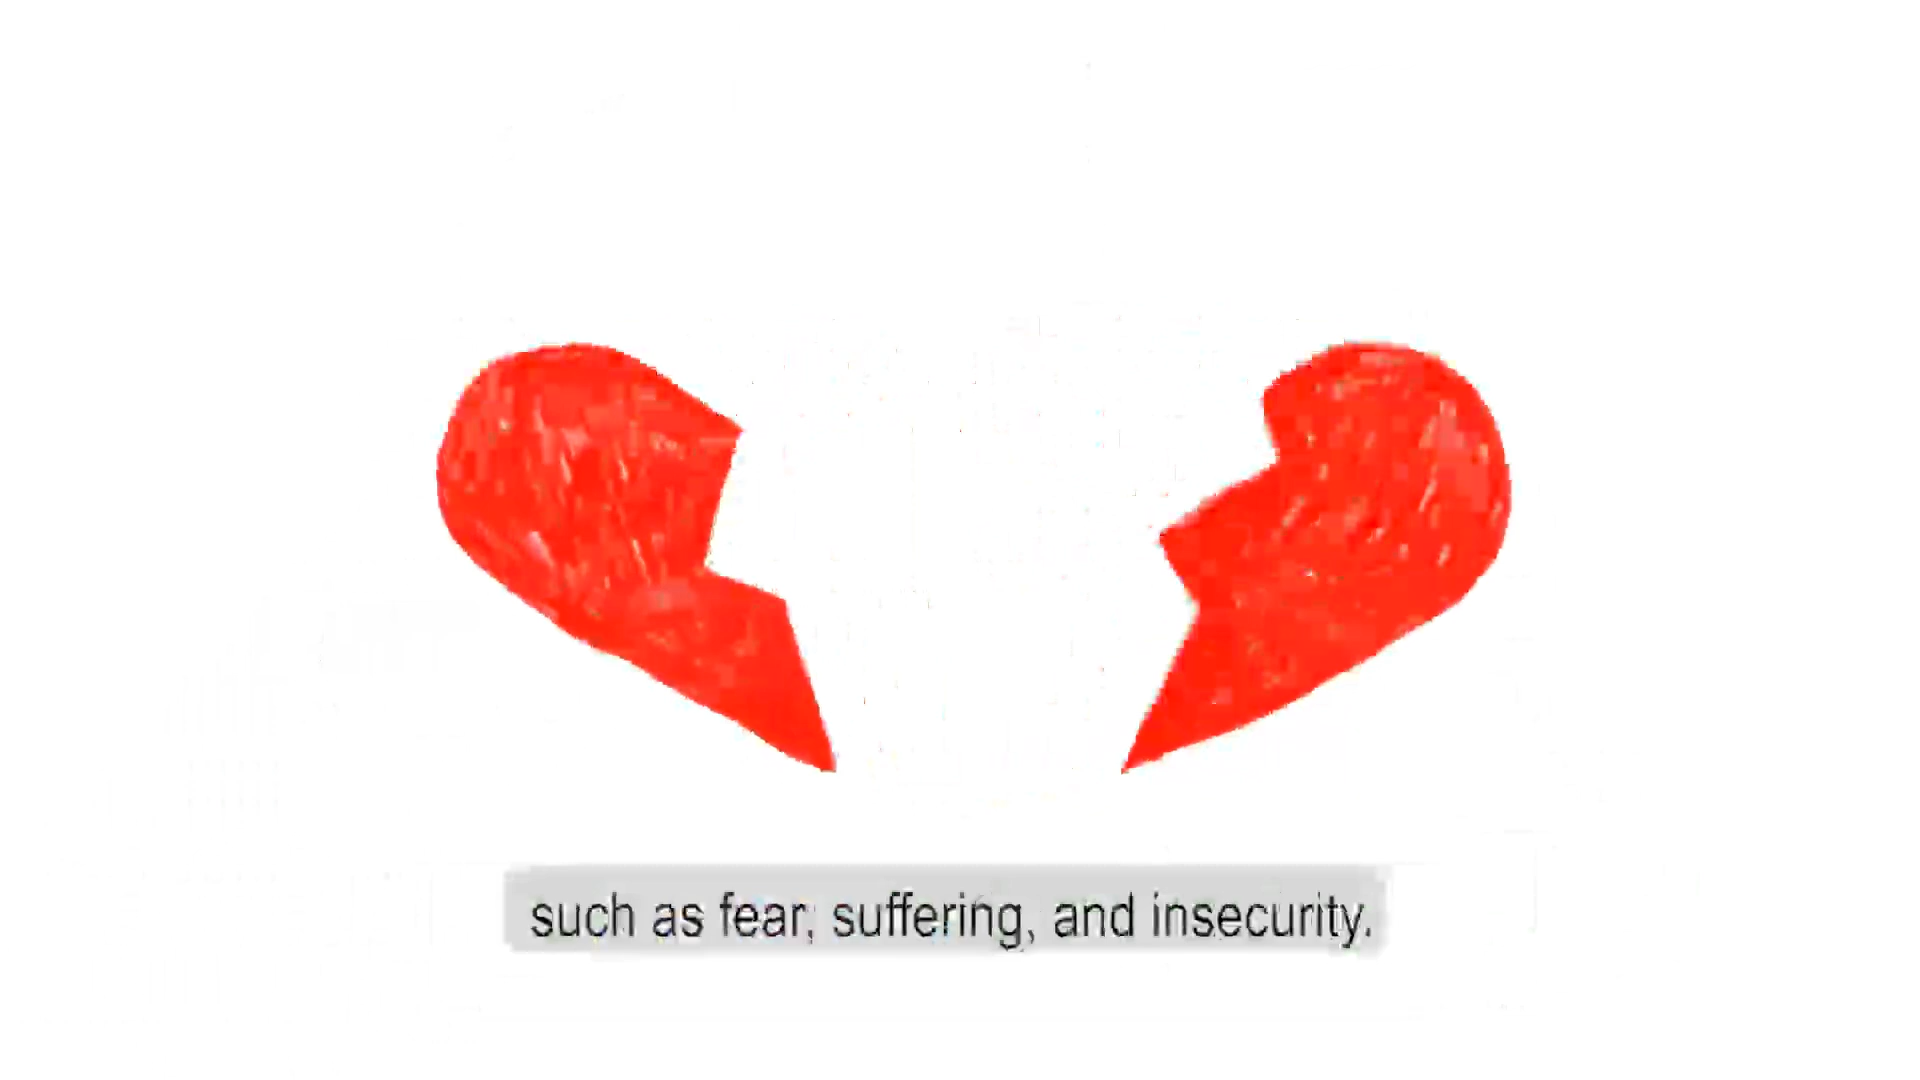 such as fear, suffering, and insecurity.